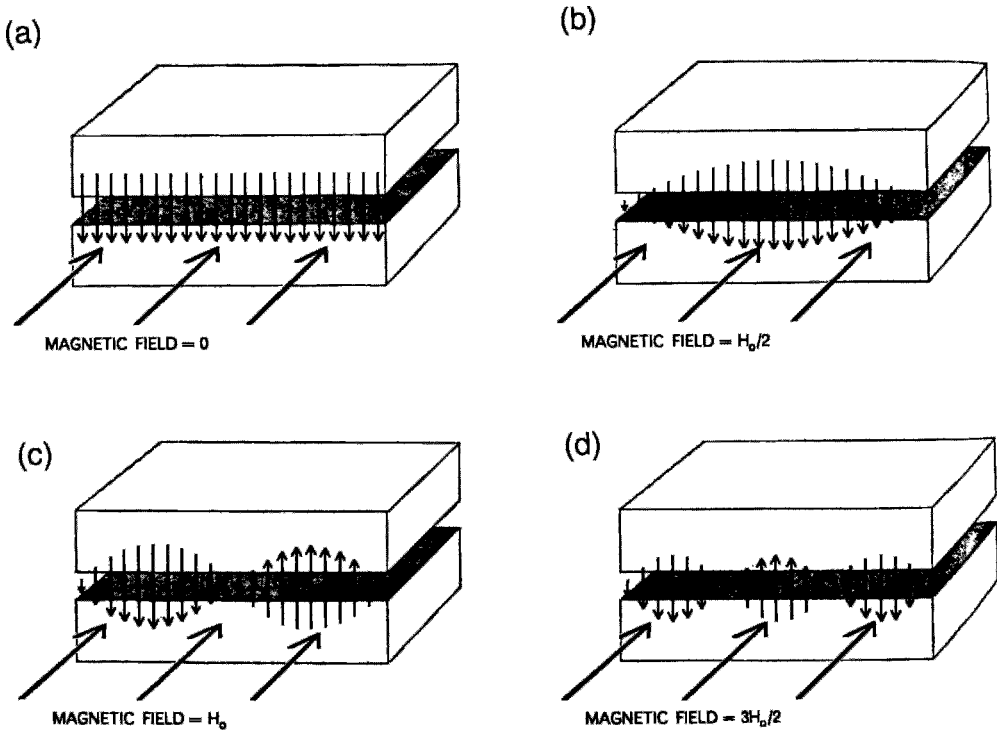 (a)
(b)
MAGNETIC FIELD = 0
MAGNETIC FIELD = H₀/2
(c)
(d)
MAGNETIC FIELD = H₀
MAGNETIC FIELD = 3H₀/2